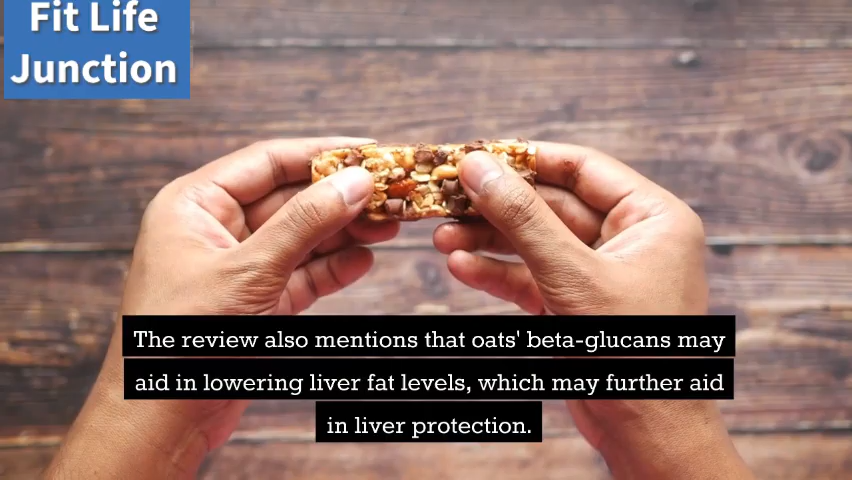 Fit Life
Junction
The review also mentions that oats' beta-glucans may
aid in lowering liver fat levels, which may further aid
in liver protection.